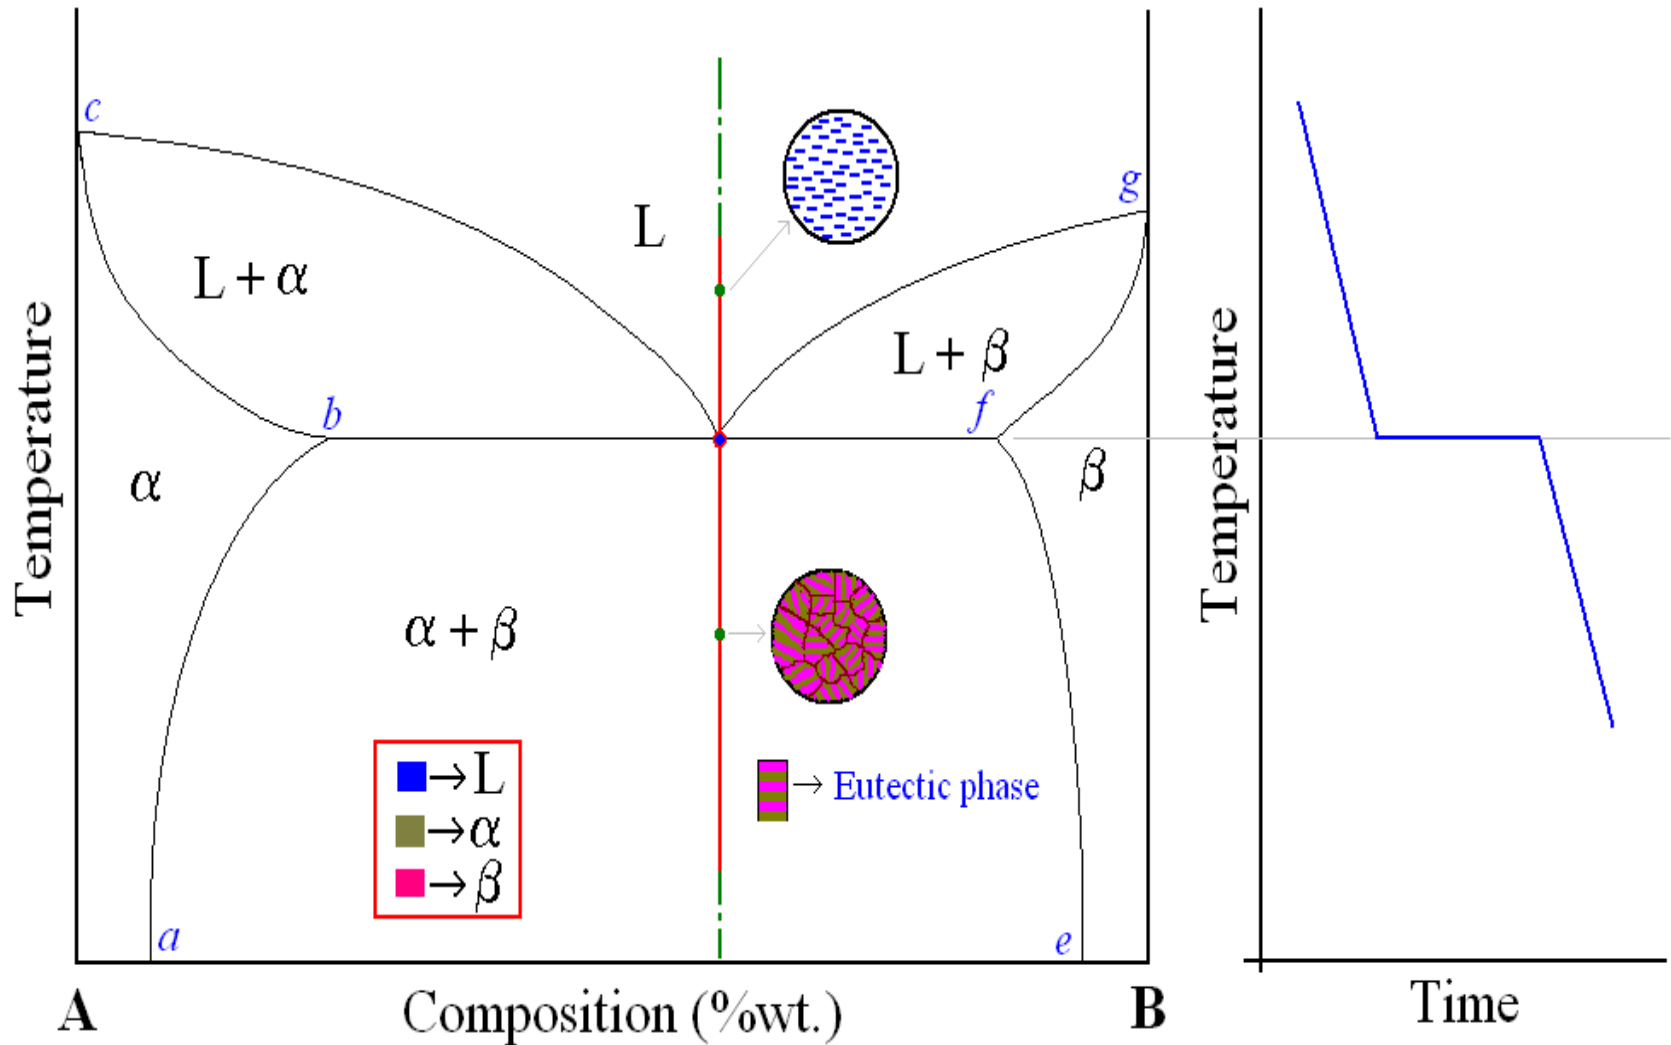 c
g
L
L + α
L + β
b
f
Temperature
Temperature
α
β
α + β
→ L
→ α
→ β
→ Eutectic phase
a
e
A
Composition (%wt.)
B
Time